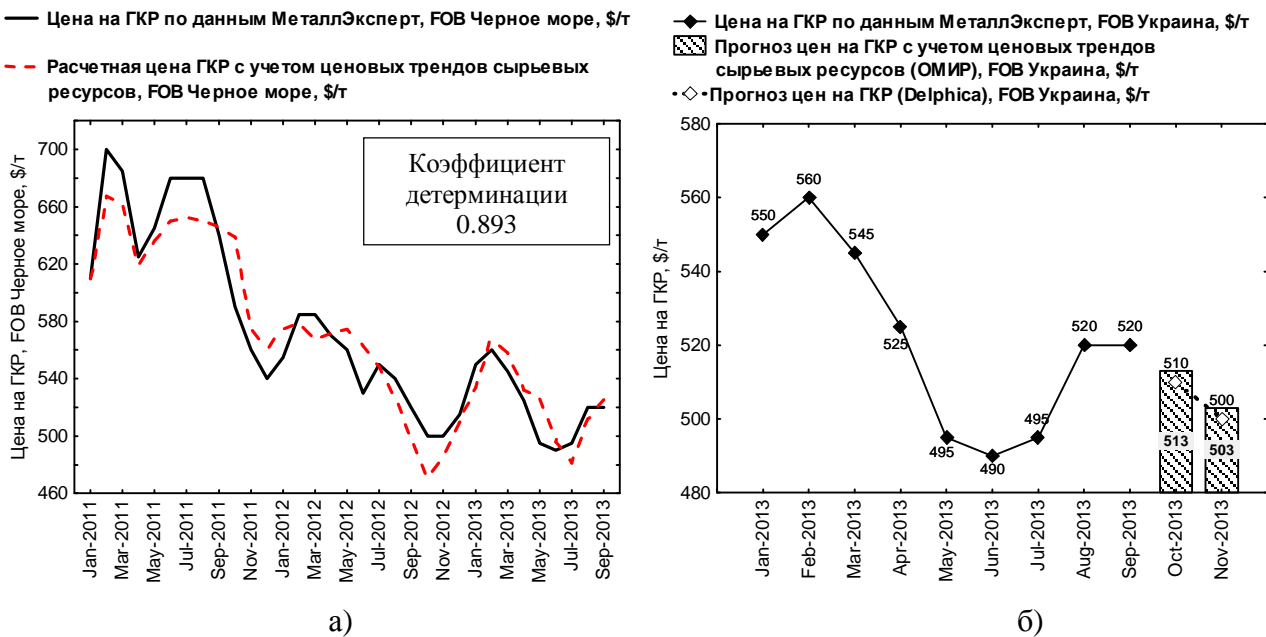 Цена на ГКР по данным МеталлЭксперт, FOB Черное море, $/т
Расчетная цена ГКР с учетом ценовых трендов сырьевых
ресурсов, FOB Черное море, $/т
Цена на ГКР, FOB Черное море, $/т
700
660
620
580
540
500
460
Коэффициент
детерминации
0.893
Jan-2011
Mar-2011
May-2011
Jul-2011
Sep-2011
Nov-2011
Jan-2012
Mar-2012
May-2012
Jul-2012
Sep-2012
Nov-2012
Jan-2013
Mar-2013
May-2013
Jul-2013
Sep-2013
а)
Цена на ГКР по данным МеталлЭксперт, FOB Украина, $/т
Прогноз цен на ГКР с учетом ценовых трендов
сырьевых ресурсов (ОМИР), FOB Украина, $/т
Прогноз цен на ГКР (Delphica), FOB Украина, $/т
Цена на ГКР, $/т
580
560
540
520
500
480
550
560
545
525
495
490
495
520
520
510
500
513
503
Jan-2013
Feb-2013
Mar-2013
Apr-2013
May-2013
Jun-2013
Jul-2013
Aug-2013
Sep-2013
Oct-2013
Nov-2013
б)